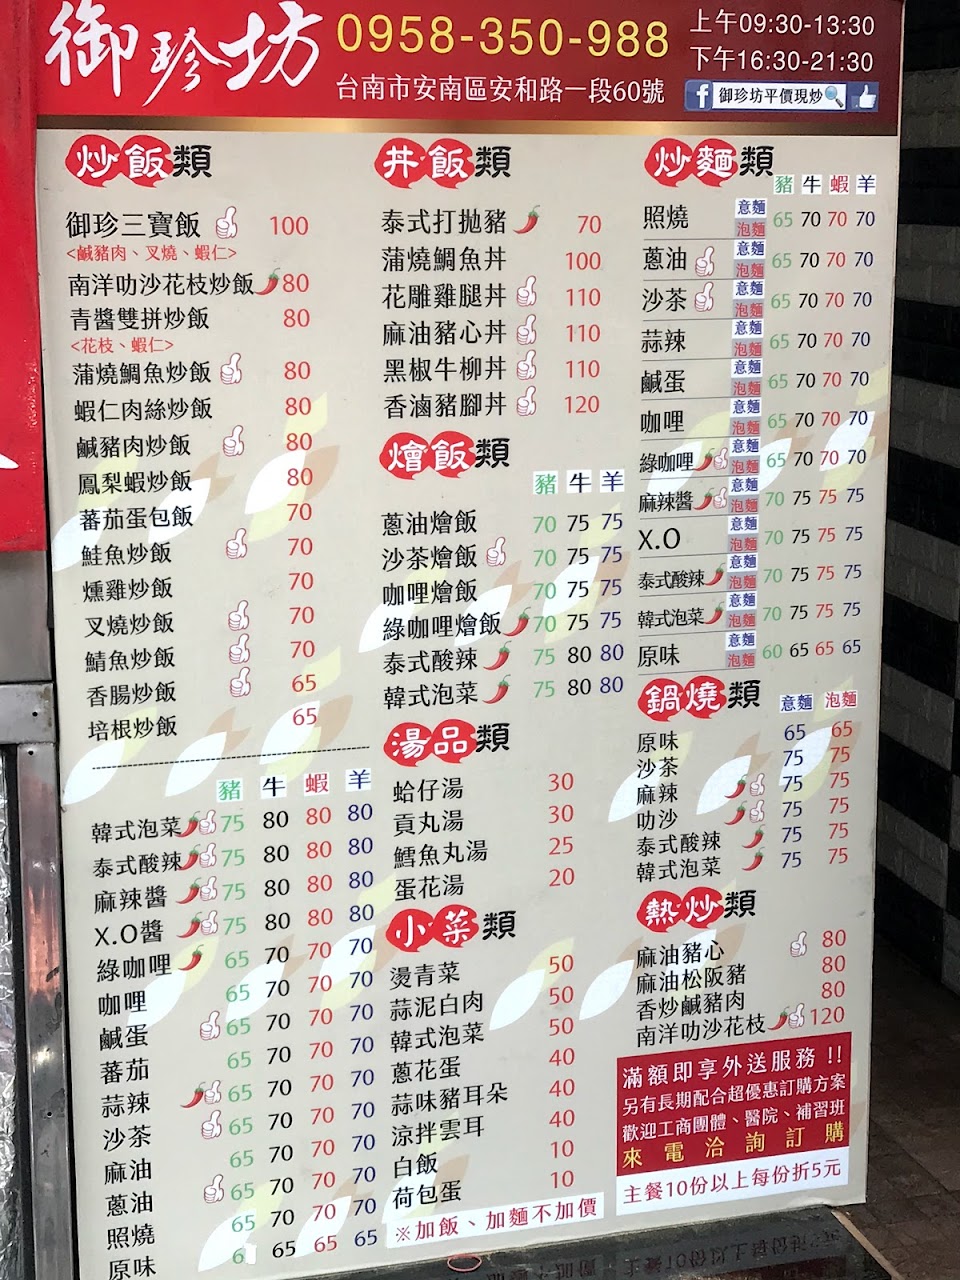 御珍坊
0958-350-988
台南市安南區安和路一段60號
上午09:30-13:30
下午16:30-21:30
f 御珍坊平價現炒
炒飯類
御珍三寶飯 100
<鹹豬肉、叉燒、蝦仁>
南洋叻沙花枝炒飯 80
青醬雙拼炒飯 80
<花枝、蝦仁>
蒲燒鯛魚炒飯 80
蝦仁肉絲炒飯 80
鹹豬肉炒飯 80
鳳梨蝦炒飯 80
蕃茄蛋包飯 70
鮭魚炒飯 70
燻雞炒飯 70
叉燒炒飯 70
鯖魚炒飯 70
香腸炒飯 65
培根炒飯 65
豬 牛 蝦 羊
韓式泡菜 75 80 80 80
泰式酸辣 75 80 80 80
麻辣醬 75 80 80 80
X.O醬 75 80 80 80
綠咖哩 65 70 70 70
咖哩 65 70 70 70
鹹蛋 65 70 70 70
蕃茄 65 70 70 70
蒜辣 65 70 70 70
沙茶 65 70 70 70
麻油 65 70 70 70
蔥油 65 70 70 70
照燒 65 70 70 70
原味 6 65 65 65
丼飯類
泰式打拋豬 70
蒲燒鯛魚丼 100
花雕雞腿丼 110
麻油豬心丼 110
黑椒牛柳丼 110
香滷豬腳丼 120
燴飯類
豬 牛 羊
蔥油燴飯 70 75 75
沙茶燴飯 70 75 75
咖哩燴飯 70 75 75
綠咖哩燴飯 70 75 75
泰式酸辣 75 80 80
韓式泡菜 75 80 80
湯品類
蛤仔湯 30
貢丸湯 30
鱈魚丸湯 25
蛋花湯 20
小菜類
燙青菜 50
蒜泥白肉 50
韓式泡菜 50
蔥花蛋 40
蒜味豬耳朵 40
涼拌雲耳 40
白飯 10
荷包蛋 10
※加飯、加麵不加價
炒麵類
豬 牛 蝦 羊
照燒 意麵 泡麵 65 70 70 70
蔥油 意麵 泡麵 65 70 70 70
沙茶 意麵 泡麵 65 70 70 70
蒜辣 意麵 泡麵 65 70 70 70
鹹蛋 意麵 泡麵 65 70 70 70
咖哩 意麵 泡麵 65 70 70 70
綠咖哩 意麵 泡麵 65 70 70 70
麻辣醬 意麵 泡麵 70 75 75 75
X.O 意麵 泡麵 70 75 75 75
泰式酸辣 意麵 泡麵 70 75 75 75
韓式泡菜 意麵 泡麵 70 75 75 75
原味 意麵 泡麵 60 65 65 65
鍋燒類
意麵 泡麵
原味 65 65
沙茶 75 75
麻辣 75 75
叻沙 75 75
泰式酸辣 75 75
韓式泡菜 75 75
熱炒類
麻油豬心 80
麻油松阪豬 80
香炒鹹豬肉 80
南洋叻沙花枝 120
滿額即享外送服務 !!
另有長期配合超優惠訂購方案
歡迎工商團體、醫院、補習班
來電洽詢訂購
主餐10份以上每份折5元